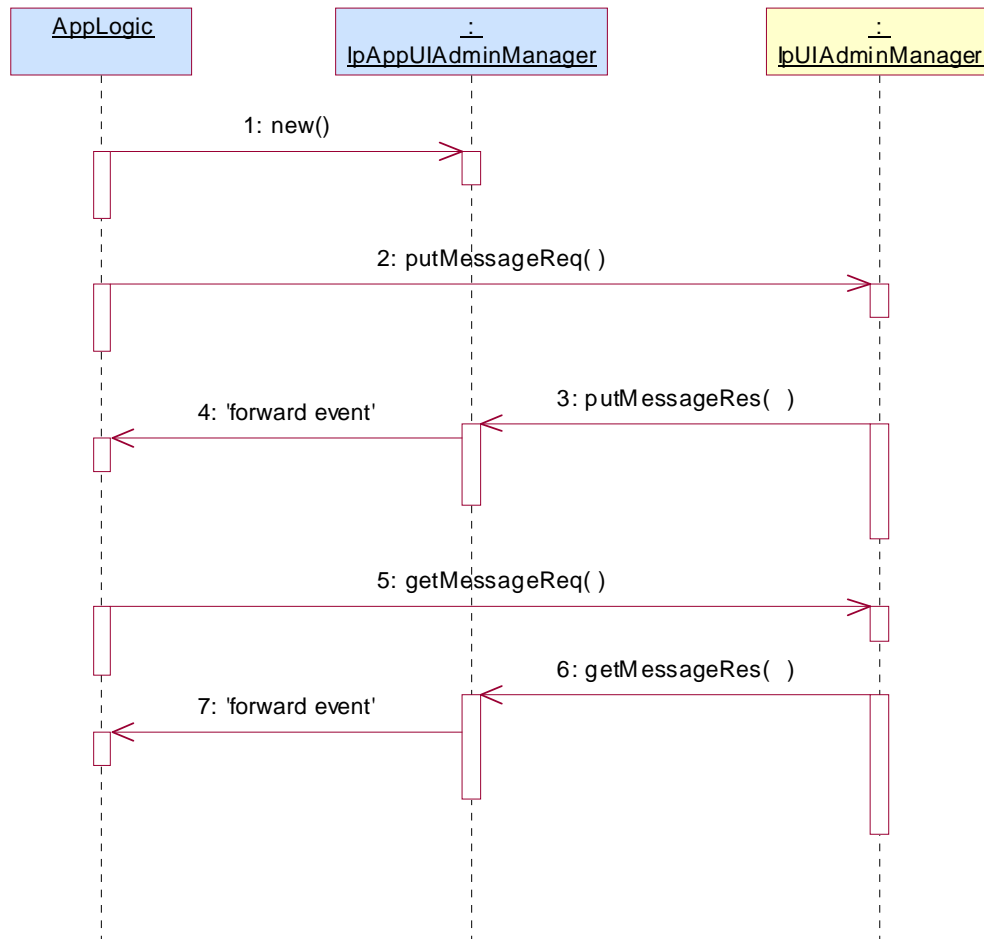 AppLogic
:
IpAppUIAdminManager
:
IpUIAdminManager
1: new()
2: putMessageReq( )
3: putMessageRes(  )
4: 'forward event'
5: getMessageReq( )
6: getMessageRes(  )
7: 'forward event'